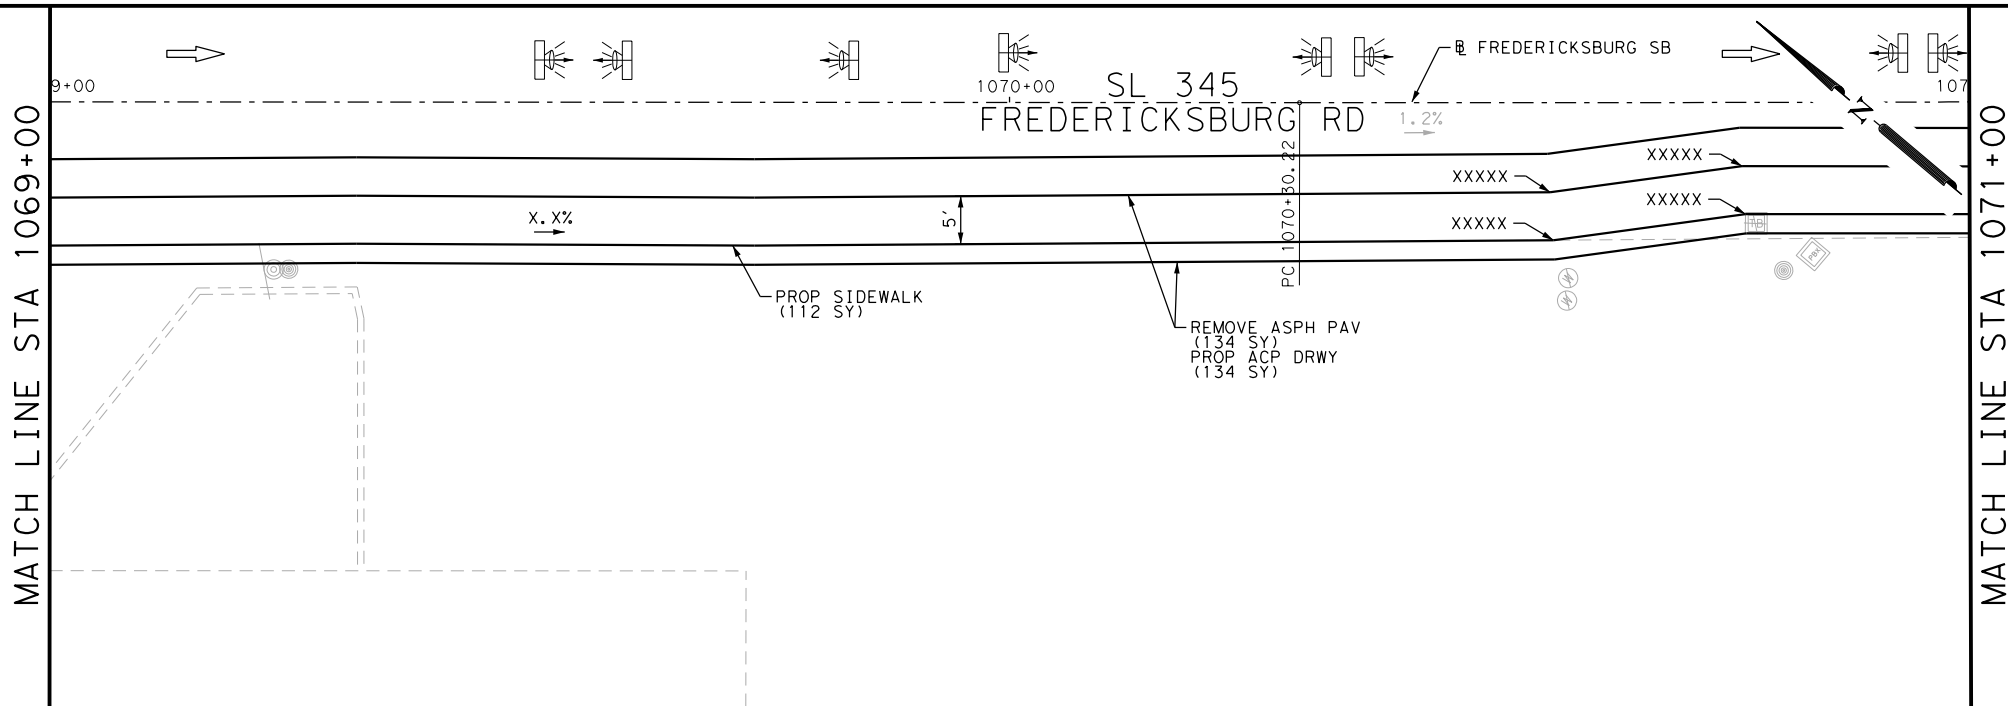 ℄ FREDERICKSBURG SB
9+00
1070+00
107
SL 345
FREDERICKSBURG RD
1.2%
MATCH LINE STA 1069+00
MATCH LINE STA 1071+00
N
XXXXX
XXXXX
XXXXX
XXXXX
X.X%
5'
PC 1070+30.22
PROP SIDEWALK
(112 SY)
REMOVE ASPH PAV
(134 SY)
PROP ACP DRWY
(134 SY)
TB
PBX
W
W